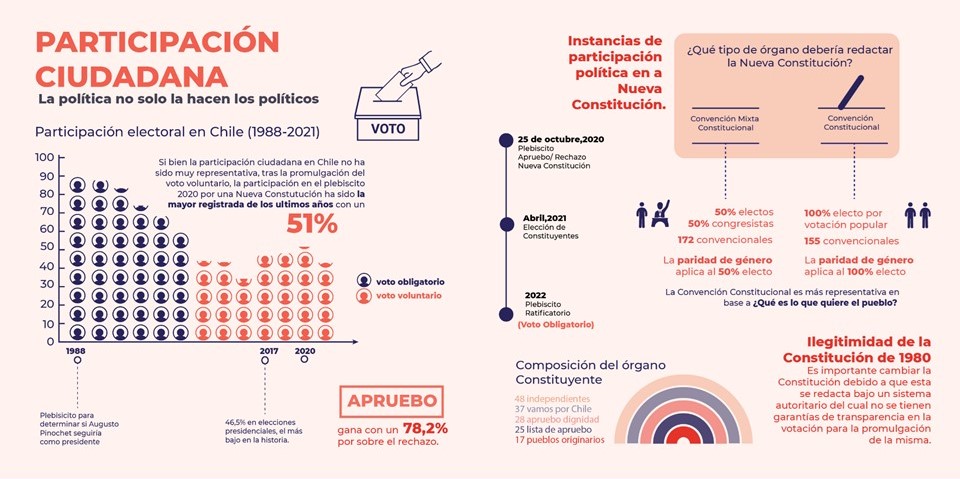 PARTICIPACIÓN
CIUDADANA
La política no solo la hacen los políticos
Participación electoral en Chile (1988-2021)
VOTO
Si bien la participación ciudadana en Chile no ha
sido muy representativa, tras la promulgación del
voto voluntario, la participación en el plebiscito
2020 por una Nueva Constutución ha sido la
mayor registrada de los ultimos años con un
51%
100
90
80
70
60
50
40
30
20
10
0
voto obligatorio
voto voluntario
1988
2017
2020
Plebisicito para
determinar si Augusto
Pinochet seguiría
como presidente
46,5% en elecciones
presidenciales, el más
bajo en la historia.
APRUEBO
gana con un 78,2%
por sobre el rechazo.
Instancias de
participación
política en a
Nueva
Constitución.
25 de octubre,2020
Plebiscito
Apruebo/ Rechazo
Nueva Constitución
Abril,2021
Elección de
Constituyentes
2022
Plebiscito
Ratificatorio
(Voto Obligatorio)
¿Qué tipo de órgano debería redactar
la Nueva Constitución?
Convención Mixta
Constitucional
Convención
Constitucional
50% electos
50% congresistas
172 convencionales
La paridad de género
aplica al 50% electo
100% electo por
votación popular
155 convencionales
La paridad de género
aplica al 100% electo
La Convención Constitucional es más representativa en
base a ¿Qué es lo que quiere el pueblo?
Composición del órgano
Constituyente
48 independientes
37 vamos por Chile
28 apruebo dignidad
25 lista de apruebo
17 pueblos originarios
Ilegitimidad de la
Constitución de 1980
Es importante cambiar la
Constitución debido a que esta
se redacta bajo un sistema
autoritario del cual no se tienen
garantías de transparencia en la
votación para la promulgación
de la misma.